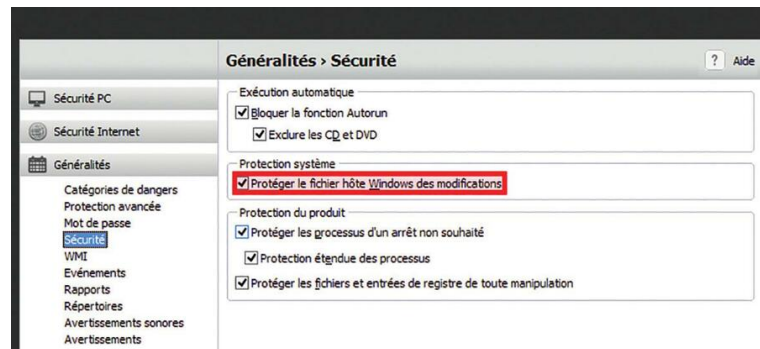 Généralités › Sécurité
? Aide
Sécurité PC
Sécurité Internet
Généralités
Catégories de dangers
Protection avancée
Mot de passe
Sécurité
WMI
Evénements
Rapports
Répertoires
Avertissements sonores
Avertissements
Exécution automatique
Bloquer la fonction Autorun
Exclure les CD et DVD
Protection système
Protéger le fichier hôte Windows des modifications
Protection du produit
Protéger les processus d'un arrêt non souhaité
Protection étendue des processus
Protéger les fichiers et entrées de registre de toute manipulation